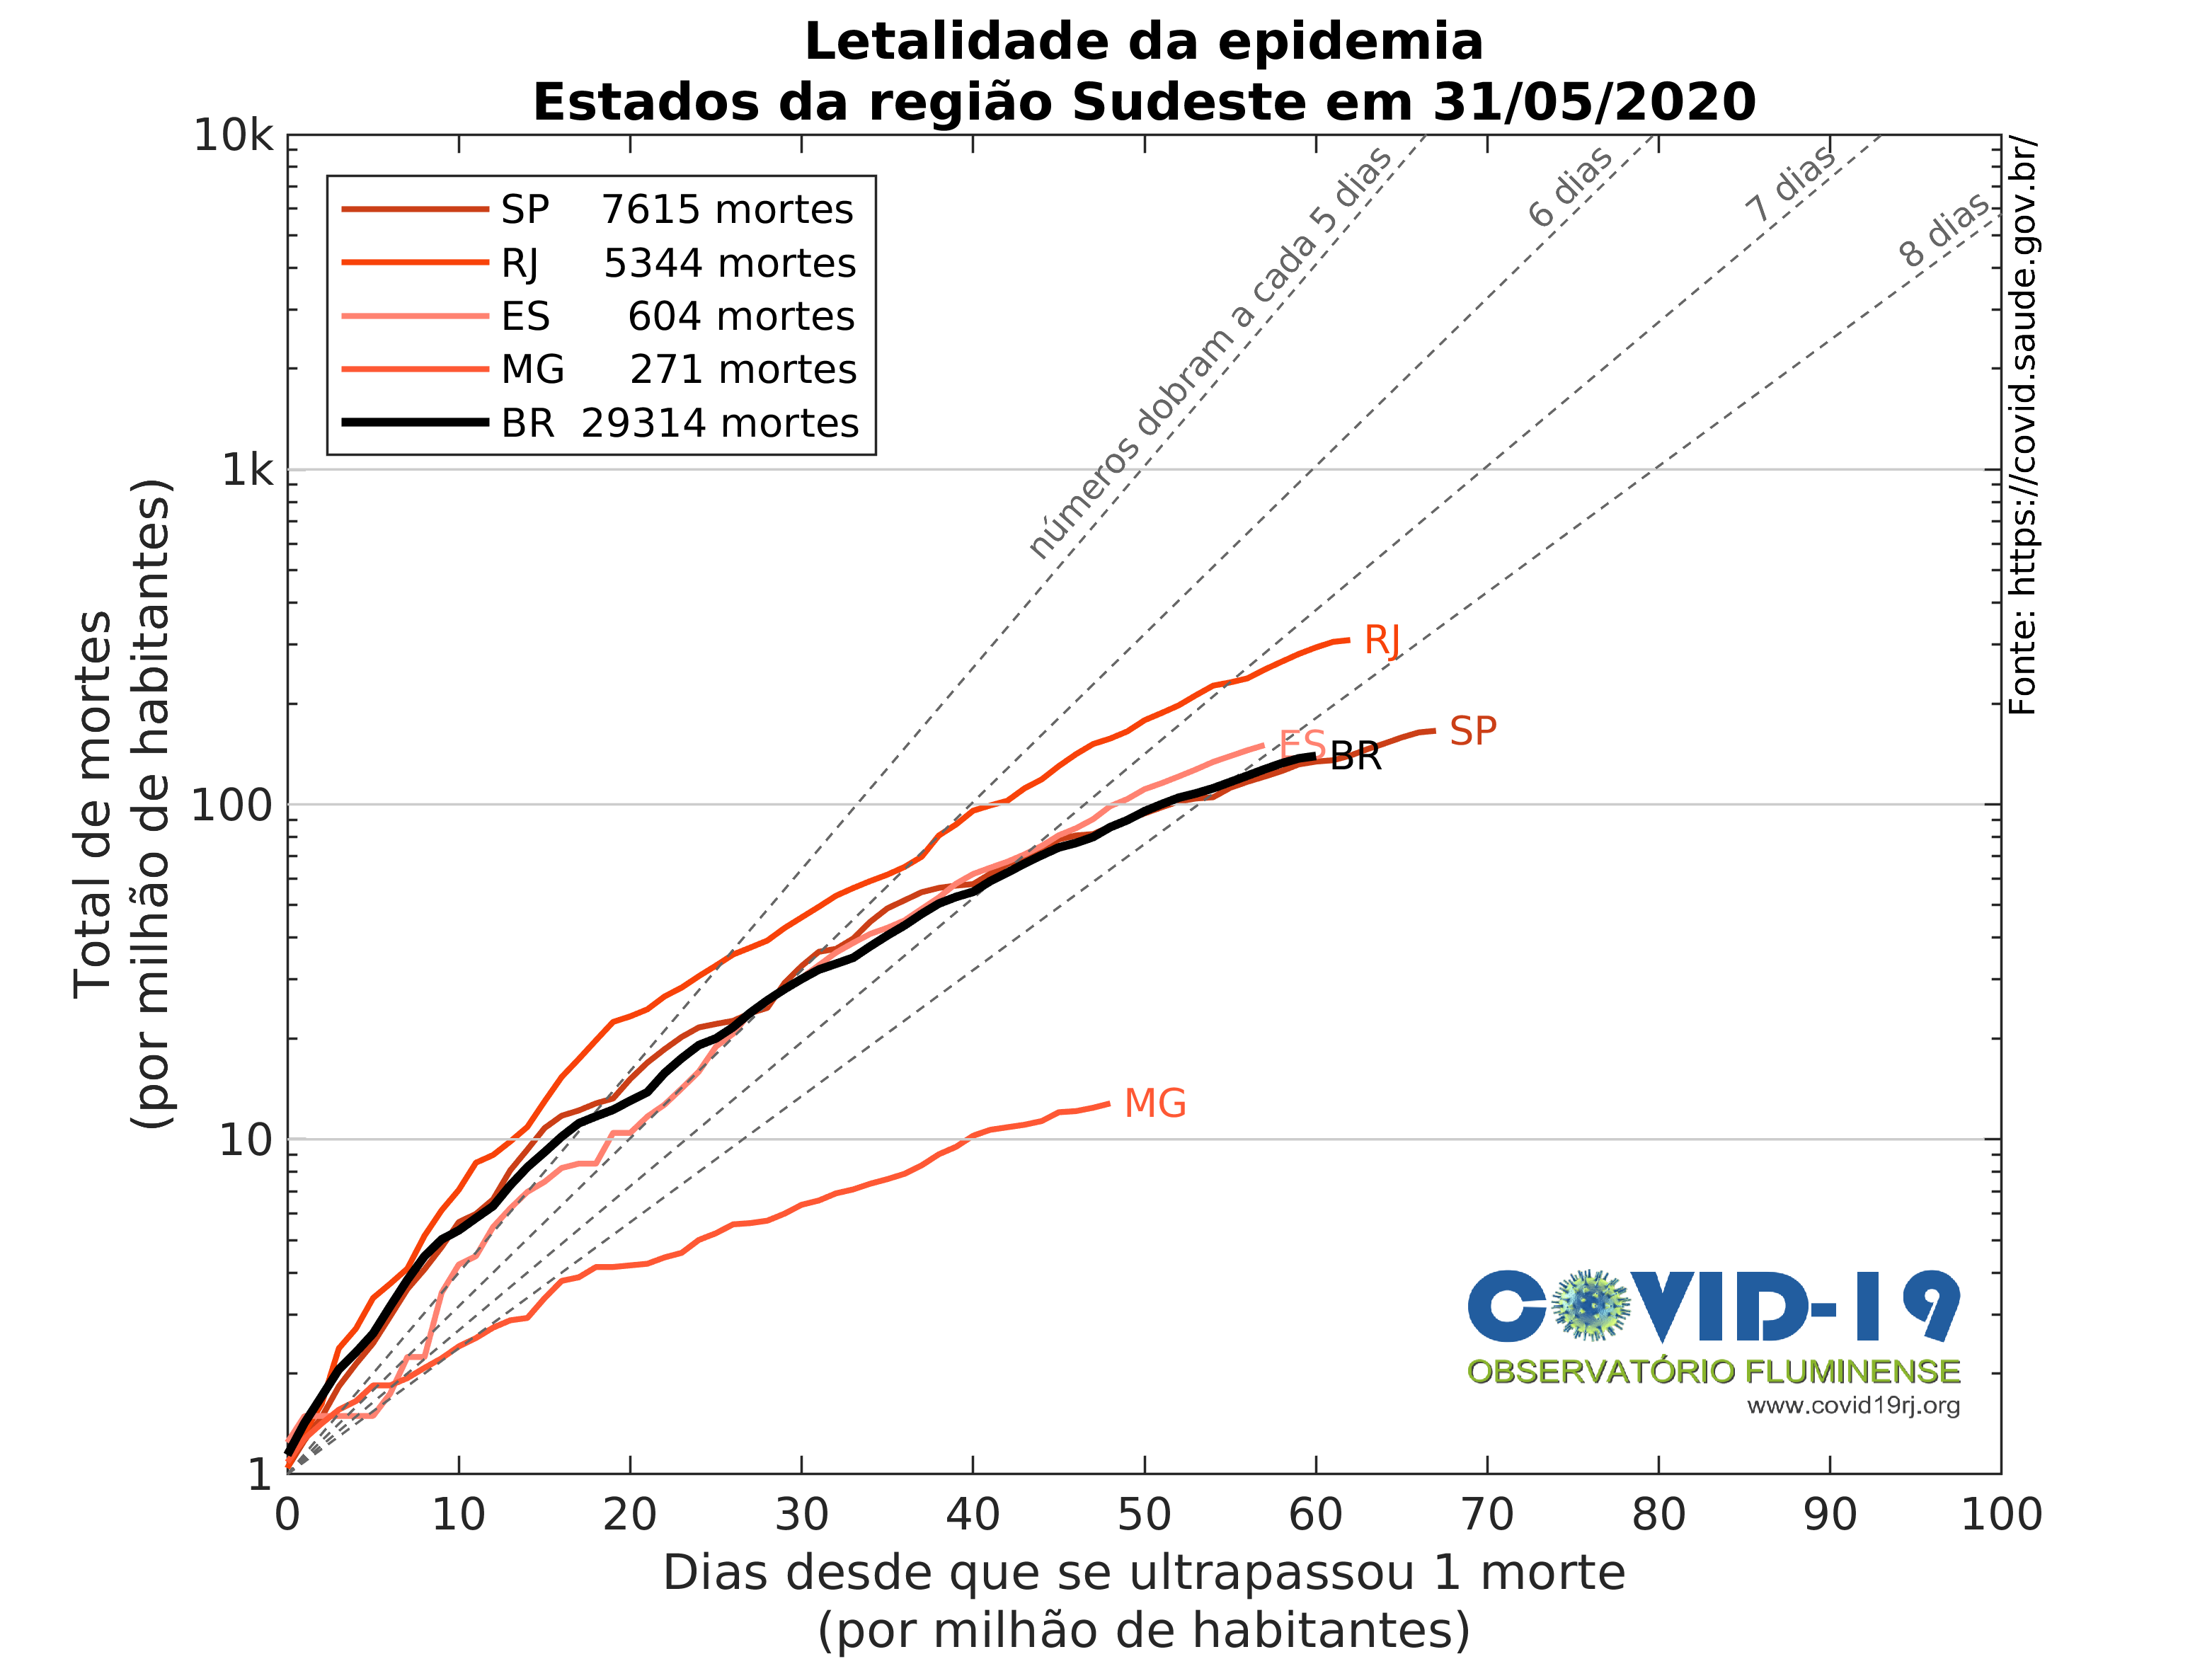 Letalidade da epidemia
Estados da região Sudeste em 31/05/2020
10k
1k
100
10
1
Total de mortes
(por milhão de habitantes)
SP 7615 mortes
RJ 5344 mortes
ES 604 mortes
MG 271 mortes
BR 29314 mortes
números dobram a cada 5 dias
6 dias
7 dias
8 dias
Fonte: https://covid.saude.gov.br/
RJ
SP
ES
BR
MG
COVID-19
OBSERVATÓRIO FLUMINENSE
www.covid19rj.org
0 10 20 30 40 50 60 70 80 90 100
Dias desde que se ultrapassou 1 morte
(por milhão de habitantes)